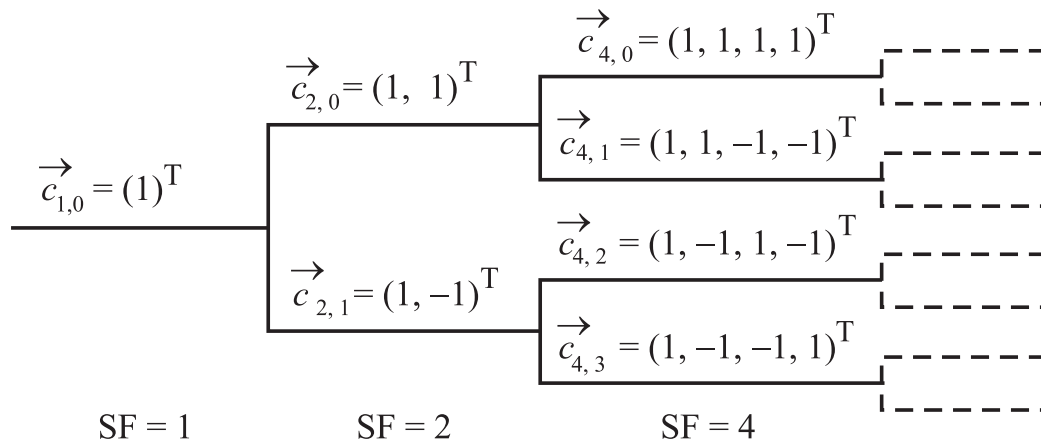 c⃗4,0 = (1, 1, 1, 1)ᵀ
c⃗2,0 = (1, 1)ᵀ
c⃗4,1 = (1, 1, –1, –1)ᵀ
c⃗1,0 = (1)ᵀ
c⃗4,2 = (1, –1, 1, –1)ᵀ
c⃗2,1 = (1, –1)ᵀ
c⃗4,3 = (1, –1, –1, 1)ᵀ
SF = 1 SF = 2 SF = 4